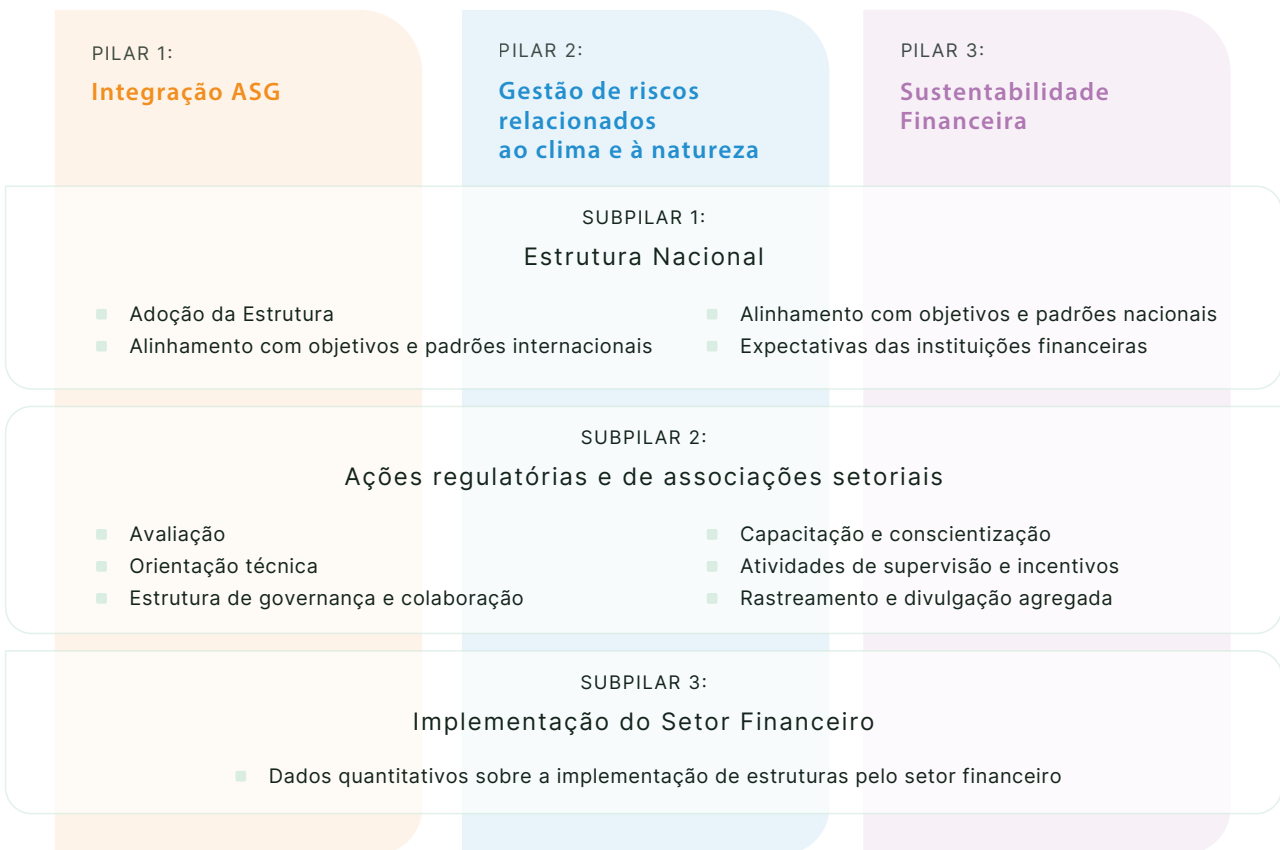 PILAR 1:
Integração ASG
PILAR 2:
Gestão de riscos
relacionados
ao clima e à natureza
PILAR 3:
Sustentabilidade
Financeira
SUBPILAR 1:
Estrutura Nacional
Adoção da Estrutura
Alinhamento com objetivos e padrões internacionais
Alinhamento com objetivos e padrões nacionais
Expectativas das instituições financeiras
SUBPILAR 2:
Ações regulatórias e de associações setoriais
Avaliação
Orientação técnica
Estrutura de governança e colaboração
Capacitação e conscientização
Atividades de supervisão e incentivos
Rastreamento e divulgação agregada
SUBPILAR 3:
Implementação do Setor Financeiro
Dados quantitativos sobre a implementação de estruturas pelo setor financeiro